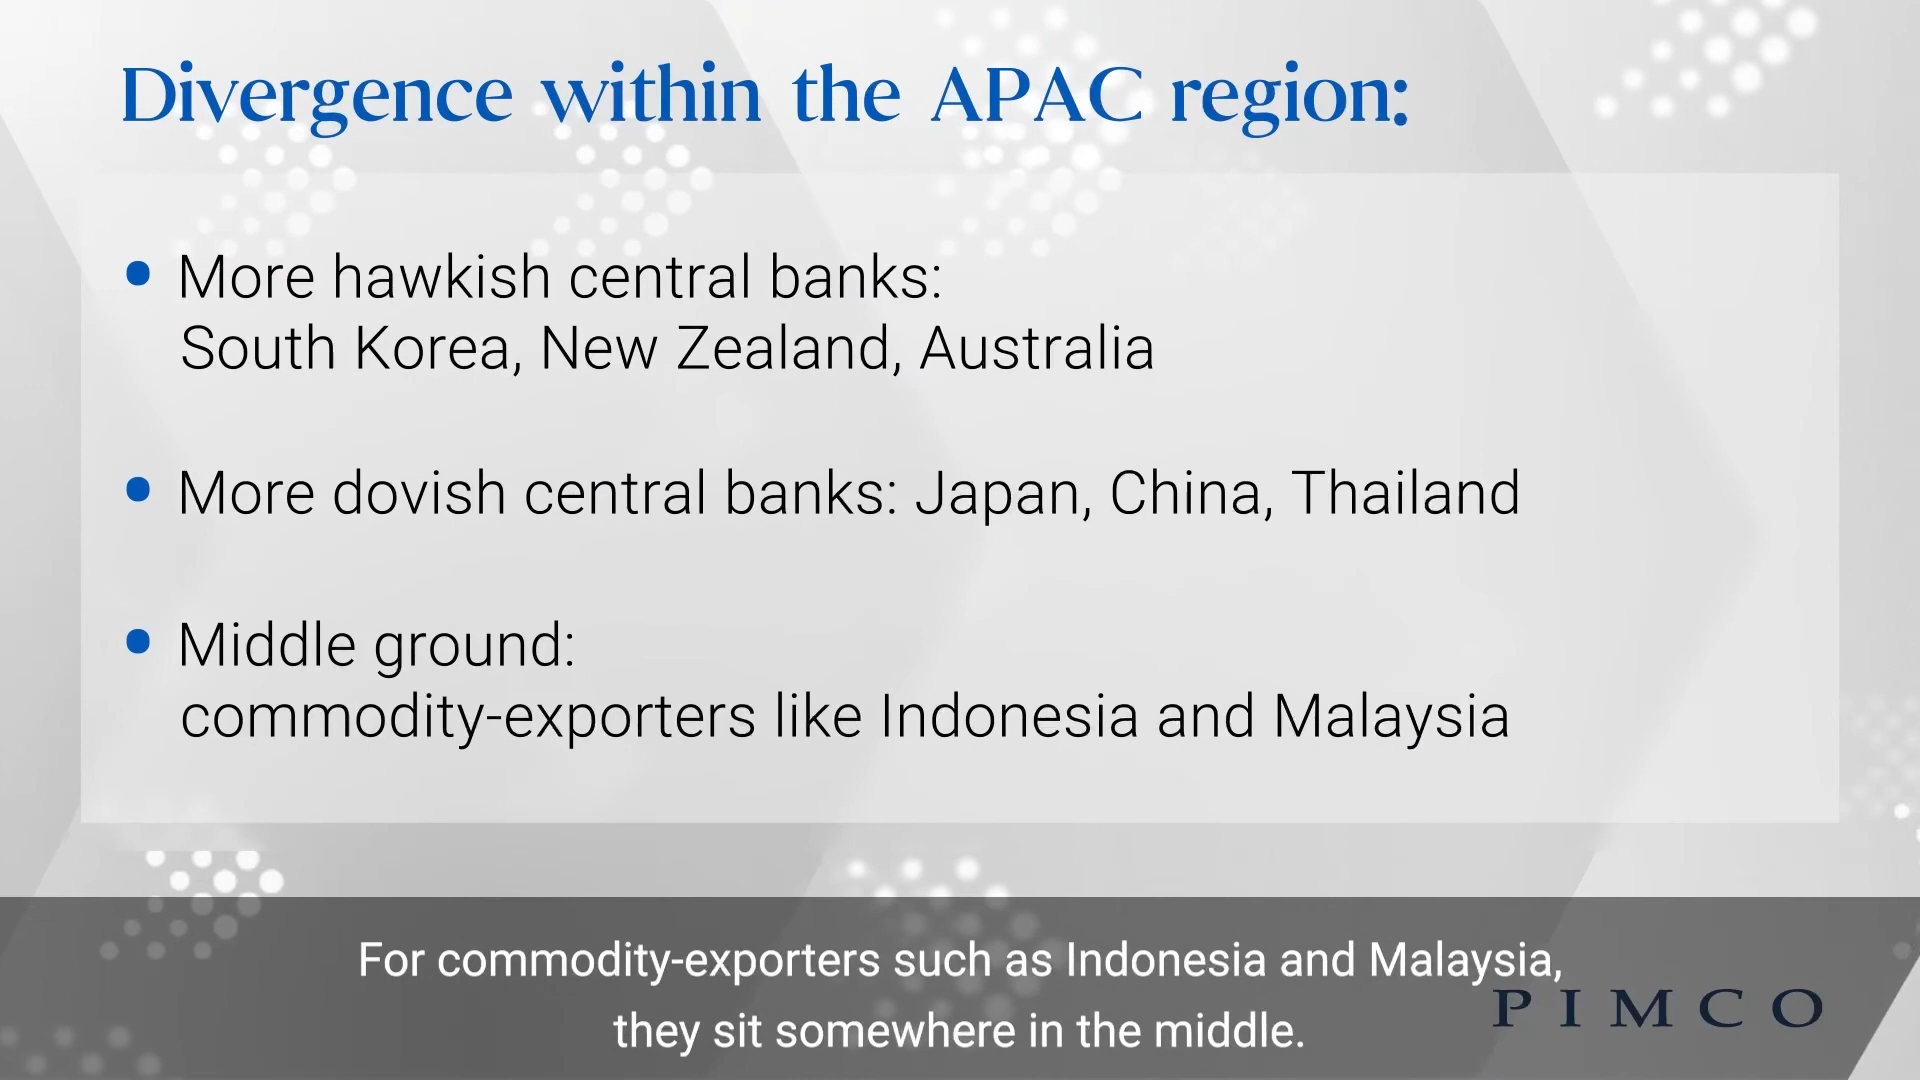 Divergence within the APAC region:
• More hawkish central banks:
South Korea, New Zealand, Australia
• More dovish central banks: Japan, China, Thailand
• Middle ground:
commodity-exporters like Indonesia and Malaysia
For commodity-exporters such as Indonesia and Malaysia,
they sit somewhere in the middle.
PIMCO